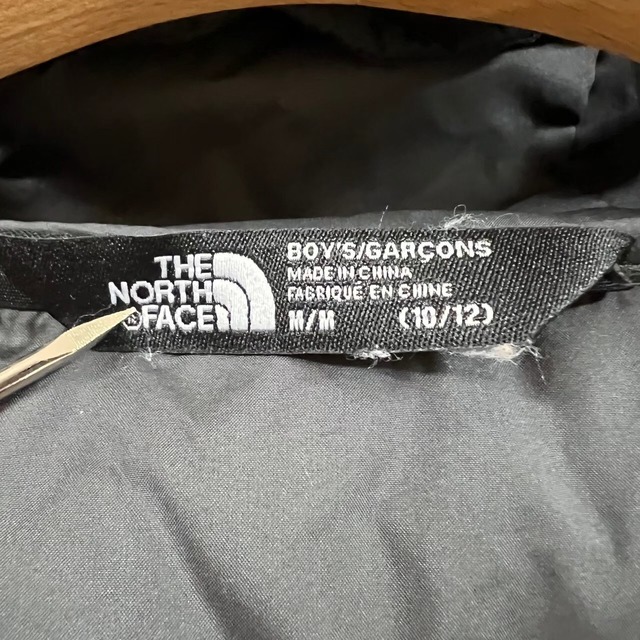 THE
NORTH
®FACE
BOY'S/GARÇONS
MADE IN CHINA
FABRIQUÉ EN CHINE
M/M (10/12)